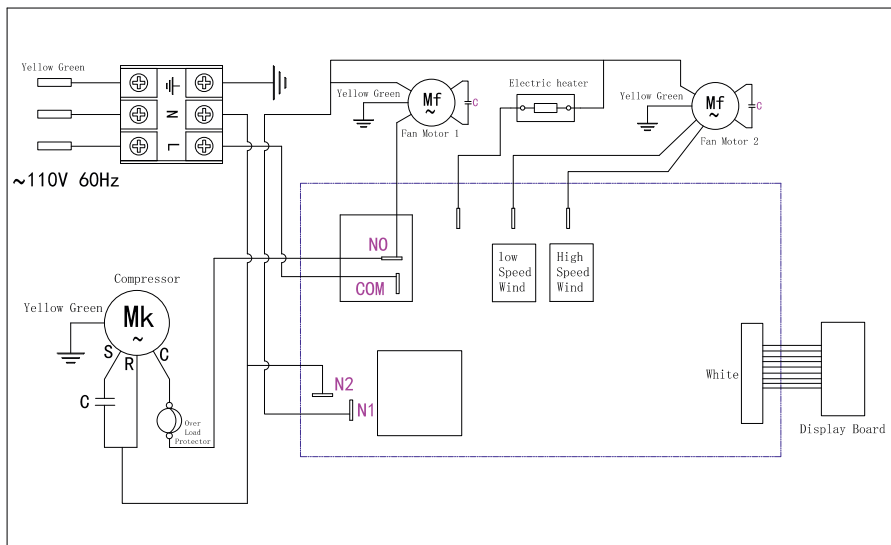 Yellow Green
N
L
~110V 60Hz
Yellow Green
Mf
~
C
Fan Motor 1
Electric heater
Yellow Green
Mf
~
C
Fan Motor 2
NO
COM
low
Speed
Wind
High
Speed
Wind
Compressor
Yellow Green
Mk
~
S
R
C
C
Over
Load
Protector
N2
N1
White
Display Board